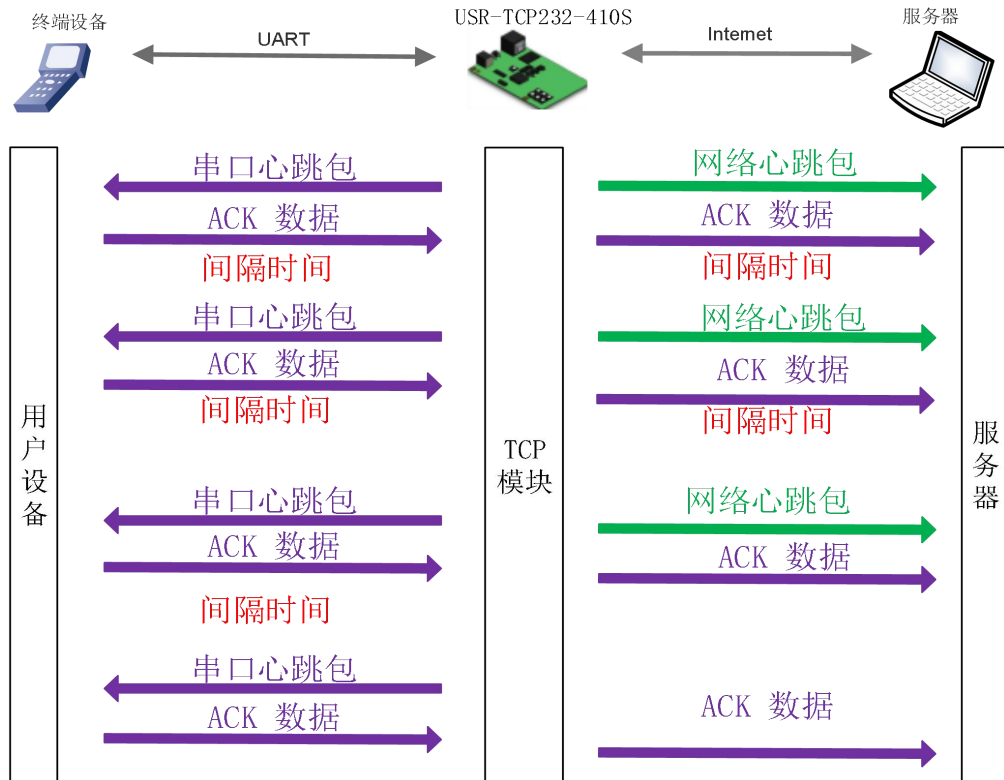 终端设备
UART
USR-TCP232-410S
Internet
服务器
串口心跳包
网络心跳包
ACK 数据
ACK 数据
间隔时间
间隔时间
串口心跳包
网络心跳包
ACK 数据
ACK 数据
间隔时间
间隔时间
用户设备
TCP
模块
服务器
串口心跳包
网络心跳包
ACK 数据
ACK 数据
间隔时间
串口心跳包
ACK 数据
ACK 数据